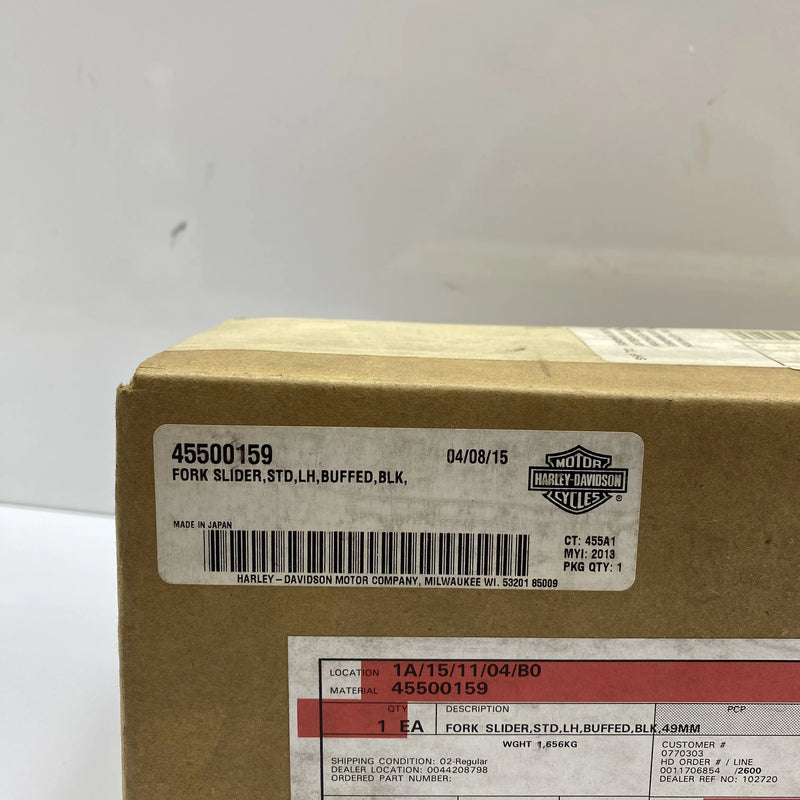 45500159 04/08/15
FORK SLIDER,STD,LH,BUFFED,BLK,
MOTOR
HARLEY-DAVIDSON
CYCLES ®
MADE IN JAPAN
CT: 455A1
MYI: 2013
PKG QTY: 1
HARLEY-DAVIDSON MOTOR COMPANY, MILWAUKEE WI. 53201 85009
LOCATION 1A/15/11/04/B0
MATERIAL 45500159
QTY DESCRIPTION PCP
1 EA FORK SLIDER,STD,LH,BUFFED,BLK,49MM
WGHT 1,656KG
CUSTOMER #
0770303
SHIPPING CONDITION: 02-Regular
HD ORDER # / LINE
DEALER LOCATION: 0044208798
0011706854 /2600
ORDERED PART NUMBER:
DEALER REF NO: 102720